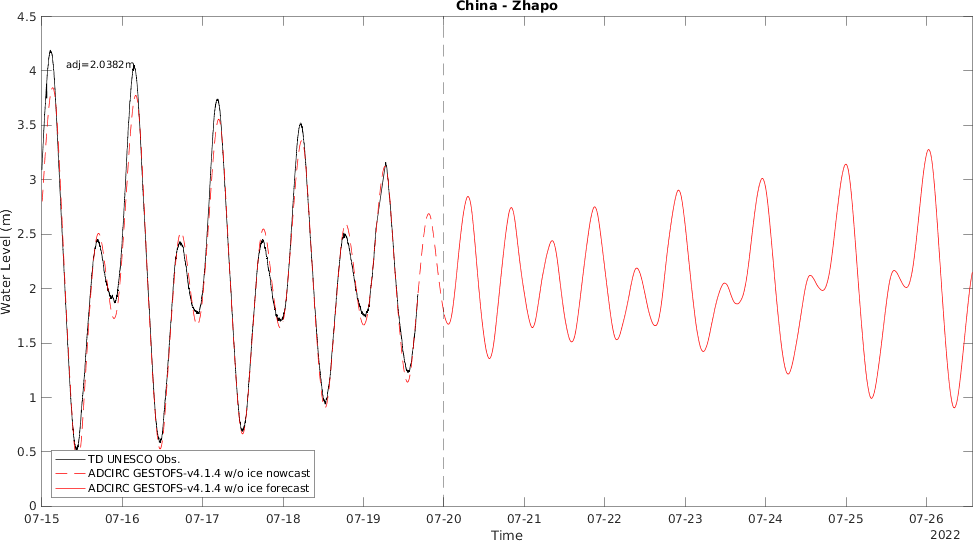 China - Zhapo
4.5
4
3.5
3
2.5
2
1.5
1
0.5
0
Water Level (m)
adj=2.0382m
TD UNESCO Obs.
ADCIRC GESTOFS-v4.1.4 w/o ice nowcast
ADCIRC GESTOFS-v4.1.4 w/o ice forecast
07-15 07-16 07-17 07-18 07-19 07-20 07-21 07-22 07-23 07-24 07-25 07-26
2022
Time